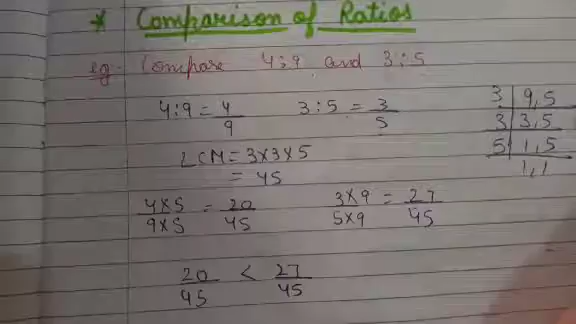 * Comparison of Ratios
eg:- Compare 4:9 and 3:5
4:9 = 4/9 3:5 = 3/5
3 | 9,5
3 | 3,5
5 | 1,5
1,1
LCM = 3×3×5
= 45
4×5/9×5 = 20/45 3×9/5×9 = 27/45
20/45 < 27/45